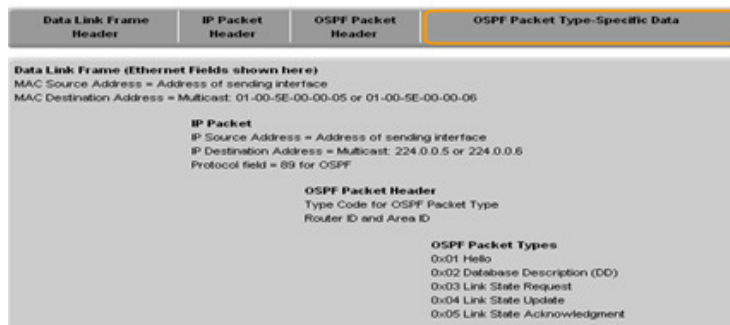 Data Link Frame Header
IP Packet Header
OSPF Packet Header
OSPF Packet Type-Specific Data
Data Link Frame (Ethernet Fields shown here)
MAC Source Address = Address of sending interface
MAC Destination Address = Multicast: 01-00-5E-00-00-05 or 01-00-5E-00-00-06
IP Packet
IP Source Address = Address of sending interface
IP Destination Address = Multicast: 224.0.0.5 or 224.0.0.6
Protocol field = 89 for OSPF
OSPF Packet Header
Type Code for OSPF Packet Type
Router ID and Area ID
OSPF Packet Types
0x01 Hello
0x02 Database Description (DD)
0x03 Link State Request
0x04 Link State Update
0x05 Link State Acknowledgment